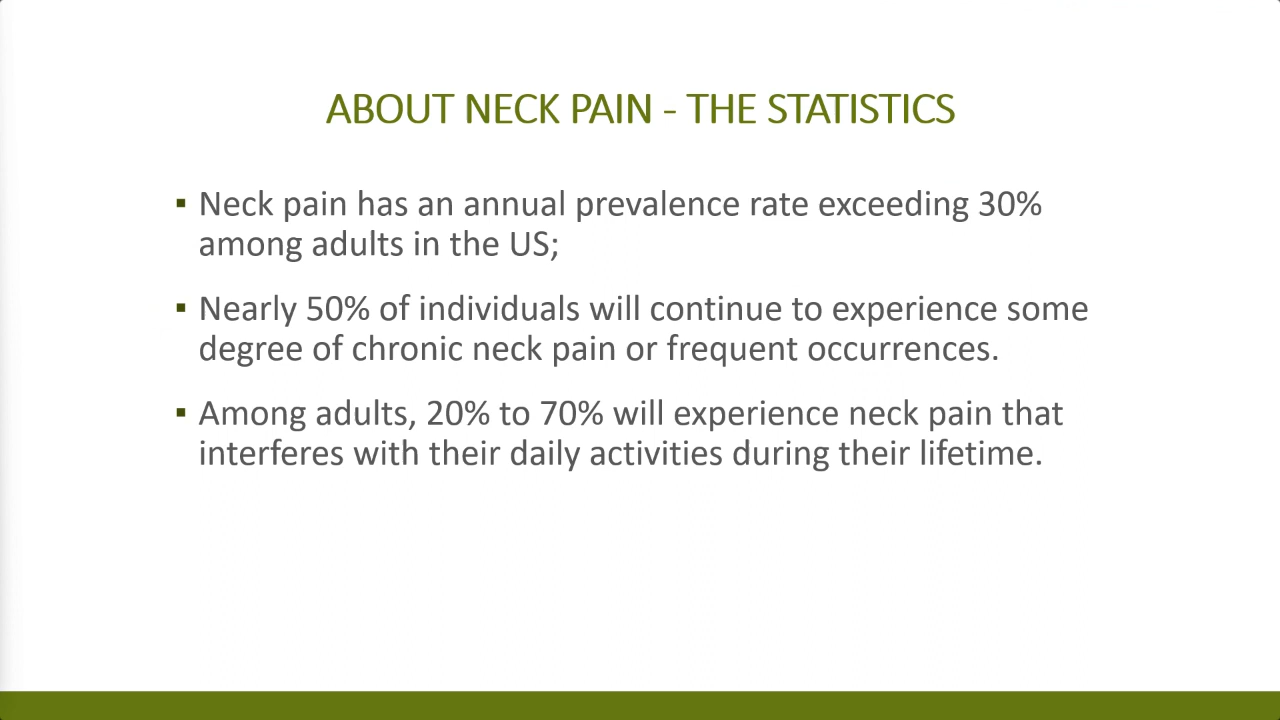 ABOUT NECK PAIN - THE STATISTICS
▪ Neck pain has an annual prevalence rate exceeding 30%
among adults in the US;
▪ Nearly 50% of individuals will continue to experience some
degree of chronic neck pain or frequent occurrences.
▪ Among adults, 20% to 70% will experience neck pain that
interferes with their daily activities during their lifetime.